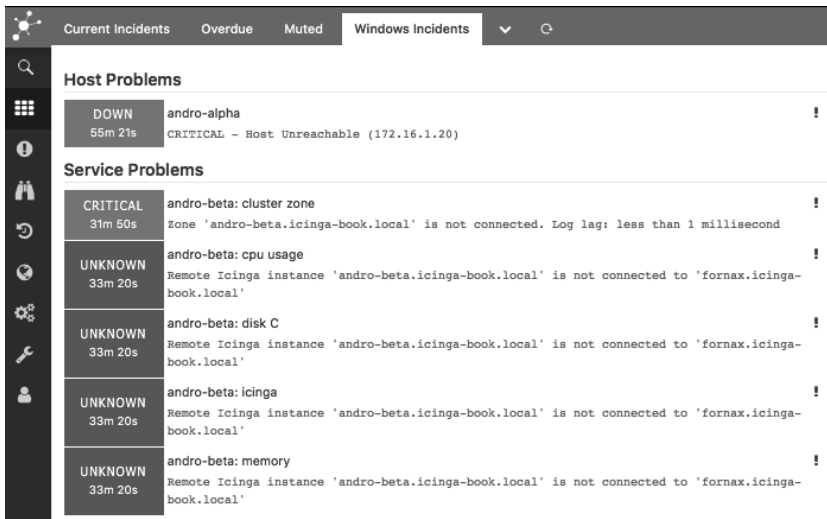 Current Incidents Overdue Muted Windows Incidents
Host Problems
DOWN
55m 21s
andro-alpha
CRITICAL - Host Unreachable (172.16.1.20)
!
Service Problems
CRITICAL
31m 50s
andro-beta: cluster zone
Zone 'andro-beta.icinga-book.local' is not connected. Log lag: less than 1 millisecond
!
UNKNOWN
33m 20s
andro-beta: cpu usage
Remote Icinga instance 'andro-beta.icinga-book.local' is not connected to 'fornax.icinga-
book.local'
!
UNKNOWN
33m 20s
andro-beta: disk C
Remote Icinga instance 'andro-beta.icinga-book.local' is not connected to 'fornax.icinga-
book.local'
!
UNKNOWN
33m 20s
andro-beta: icinga
Remote Icinga instance 'andro-beta.icinga-book.local' is not connected to 'fornax.icinga-
book.local'
!
UNKNOWN
33m 20s
andro-beta: memory
Remote Icinga instance 'andro-beta.icinga-book.local' is not connected to 'fornax.icinga-
book.local'
!